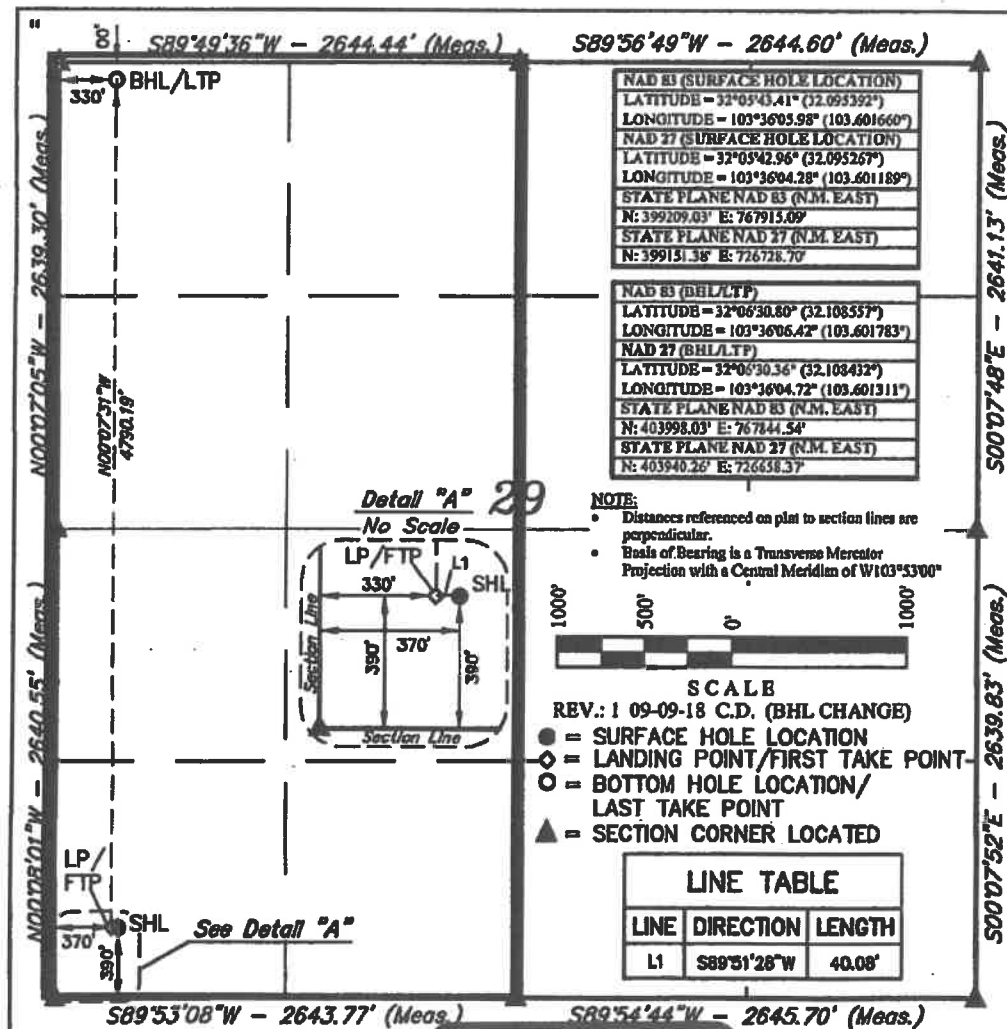 "
00'
S89°49'36"W – 2644.44' (Meas.)
S89°56'49"W – 2644.60' (Meas.)
330'
BHL/LTP
NAD 83 (SURFACE HOLE LOCATION)
LATITUDE = 32°05'43.41" (32.095392°)
LONGITUDE = 103°36'05.98" (103.601660°)
NAD 27 (SURFACE HOLE LOCATION)
LATITUDE = 32°05'42.96" (32.095267°)
LONGITUDE = 103°36'04.28" (103.601189°)
STATE PLANE NAD 83 (N.M. EAST)
N: 399209.03' E: 767915.09'
STATE PLANE NAD 27 (N.M. EAST)
N: 399151.38' E: 726728.70'
NAD 83 (BHL/LTP)
LATITUDE = 32°06'30.80" (32.108557°)
LONGITUDE = 103°36'06.42" (103.601783°)
NAD 27 (BHL/LTP)
LATITUDE = 32°06'30.36" (32.108432°)
LONGITUDE = 103°36'04.72" (103.601311°)
STATE PLANE NAD 83 (N.M. EAST)
N: 403998.03' E: 767844.54'
STATE PLANE NAD 27 (N.M. EAST)
N: 403940.26' E: 726658.37'
N00°07'05"W – 2639.30' (Meas.)
N00°07'31"W
4790.19'
S00°07'48"E – 2641.13' (Meas.)
29
Detail "A"
No Scale
LP/FTP
L1
330'
SHL
370'
390'
390'
Section Line
Section Line
NOTE:
• Distances referenced on plat to section lines are
perpendicular.
• Basis of Bearing is a Transverse Mercator
Projection with a Central Meridian of W103°53'00"
1000'
500'
0'
1000'
SCALE
REV.: 1 09-09-18 C.D. (BHL CHANGE)
= SURFACE HOLE LOCATION
= LANDING POINT/FIRST TAKE POINT
= BOTTOM HOLE LOCATION/
LAST TAKE POINT
= SECTION CORNER LOCATED
LINE TABLE
LINE DIRECTION LENGTH
L1 S89°51'28"W 40.08'
N00°08'01"W – 2640.55' (Meas.)
S00°07'52"E – 2639.83' (Meas.)
LP/
FTP
SHL
370'
390'
See Detail "A"
S89°53'08"W – 2643.77' (Meas.)
S89°54'44"W – 2645.70' (Meas.)